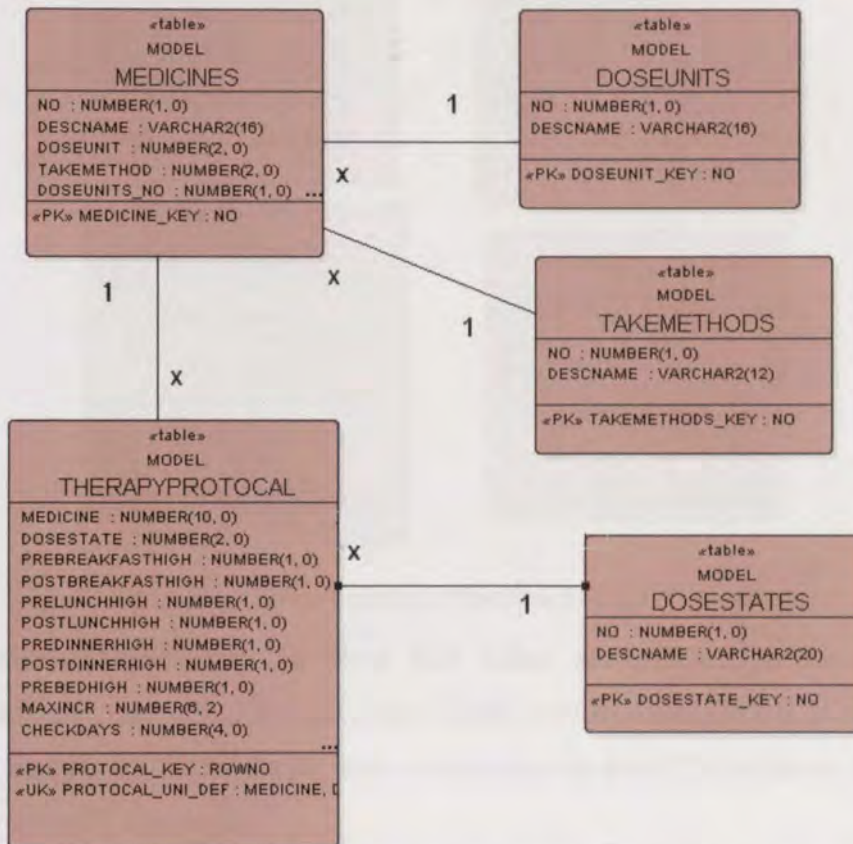 «table»
MODEL
MEDICINES
NO : NUMBER(1, 0)
DESCNAME : VARCHAR2(16)
DOSEUNIT : NUMBER(2, 0)
TAKEMETHOD : NUMBER(2, 0)
DOSEUNITS_NO : NUMBER(1, 0) ...
«PK» MEDICINE_KEY : NO
1
X
«table»
MODEL
DOSEUNITS
NO : NUMBER(1, 0)
DESCNAME : VARCHAR2(16)
«PK» DOSEUNIT_KEY : NO
X
1
«table»
MODEL
TAKEMETHODS
NO : NUMBER(1, 0)
DESCNAME : VARCHAR2(12)
«PK» TAKEMETHODS_KEY : NO
1
X
«table»
MODEL
THERAPYPROTOCAL
MEDICINE : NUMBER(10, 0)
DOSESTATE : NUMBER(2, 0)
PREBREAKFASTHIGH : NUMBER(1, 0)
POSTBREAKFASTHIGH : NUMBER(1, 0)
PRELUNCHHIGH : NUMBER(1, 0)
POSTLUNCHHIGH : NUMBER(1, 0)
PREDINNERHIGH : NUMBER(1, 0)
POSTDINNERHIGH : NUMBER(1, 0)
PREBEDHIGH : NUMBER(1, 0)
MAXINCR : NUMBER(6, 2)
CHECKDAYS : NUMBER(4, 0)
...
«PK» PROTOCAL_KEY : ROWNO
«UK» PROTOCAL_UNI_DEF : MEDICINE,
X
1
«table»
MODEL
DOSESTATES
NO : NUMBER(1, 0)
DESCNAME : VARCHAR2(20)
«PK» DOSESTATE_KEY : NO